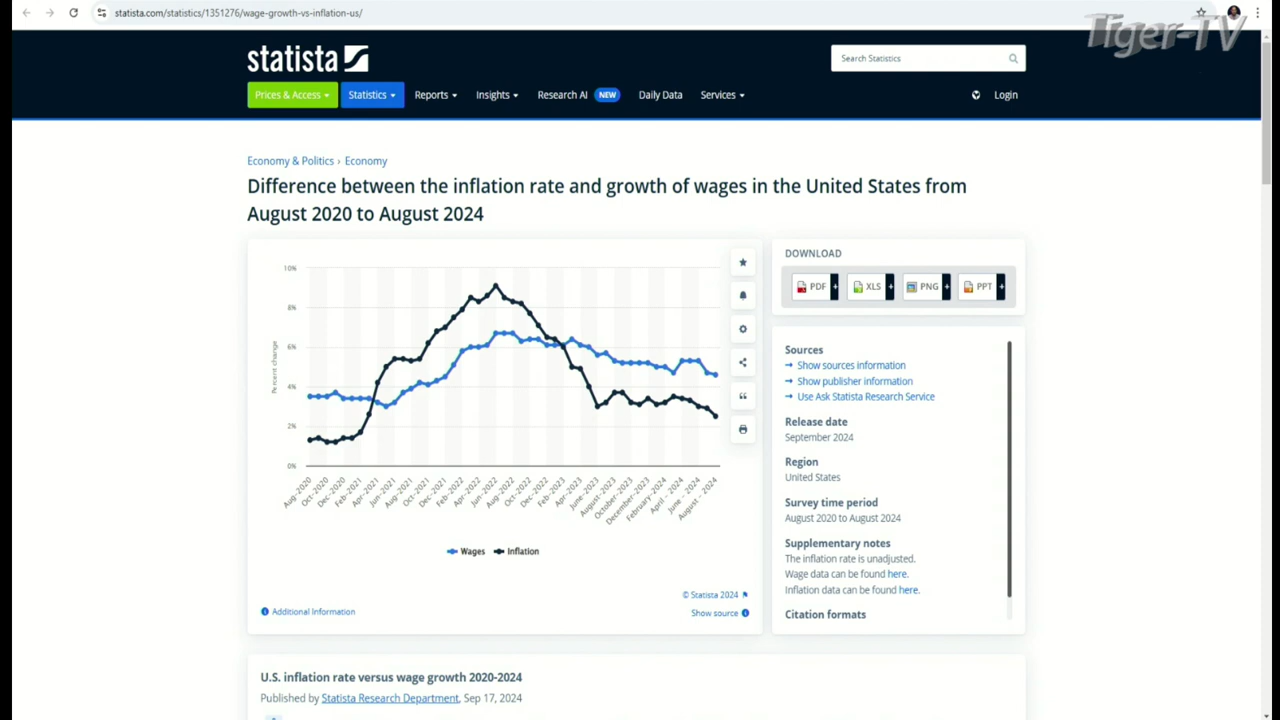 statista.com/statistics/1351276/wage-growth-vs-inflation-us/
Tiger-TV
statista
Search Statistics
Prices & Access Statistics Reports Insights Research AI NEW Daily Data Services Login
Economy & Politics › Economy
Difference between the inflation rate and growth of wages in the United States from
August 2020 to August 2024
10%
8%
6%
4%
2%
0%
Percent change
Aug-2020
Oct-2020
Dec-2020
Feb-2021
Apr-2021
Jun-2021
Aug-2021
Oct-2021
Dec-2021
Feb-2022
Apr-2022
Jun-2022
Aug-2022
Oct-2022
Dec-2022
Feb-2023
Apr-2023
June-2023
August-2023
October-2023
December-2023
February-2024
April - 2024
June - 2024
August - 2024
Wages Inflation
© Statista 2024
Additional Information
Show source
DOWNLOAD
PDF + XLS + PNG + PPT +
Sources
→ Show sources information
→ Show publisher information
→ Use Ask Statista Research Service
Release date
September 2024
Region
United States
Survey time period
August 2020 to August 2024
Supplementary notes
The inflation rate is unadjusted.
Wage data can be found here.
Inflation data can be found here.
Citation formats
U.S. inflation rate versus wage growth 2020-2024
Published by Statista Research Department, Sep 17, 2024